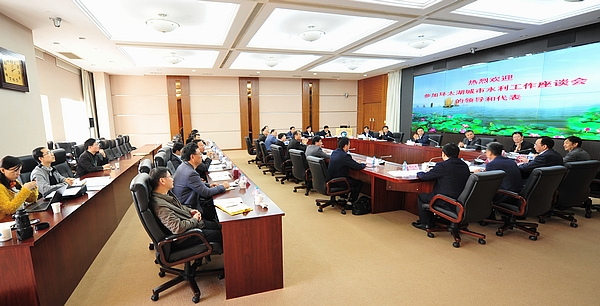 热烈欢迎
参加环太湖城市水利工作座谈会
的领导和代表